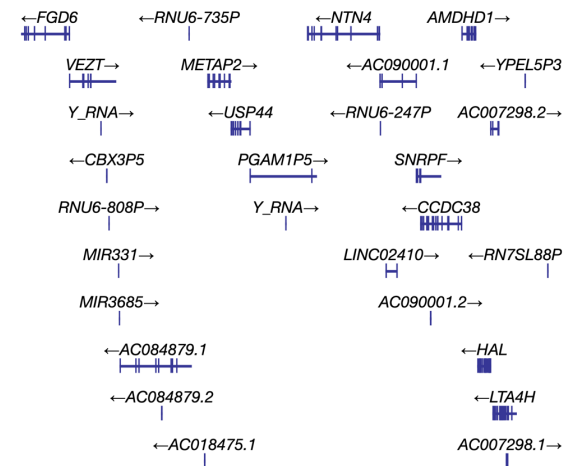 ←FGD6 ←RNU6-735P ←NTN4 AMDHD1→
VEZT→ METAP2→ ←AC090001.1 ←YPEL5P3
Y_RNA→ ←USP44 ←RNU6-247P AC007298.2→
←CBX3P5 PGAM1P5→ SNRPF→
RNU6-808P→ Y_RNA→ ←CCDC38
MIR331→ LINC02410→ ←RN7SL88P
MIR3685→ AC090001.2→
←AC084879.1 ←HAL
←AC084879.2 ←LTA4H
←AC018475.1 AC007298.1→